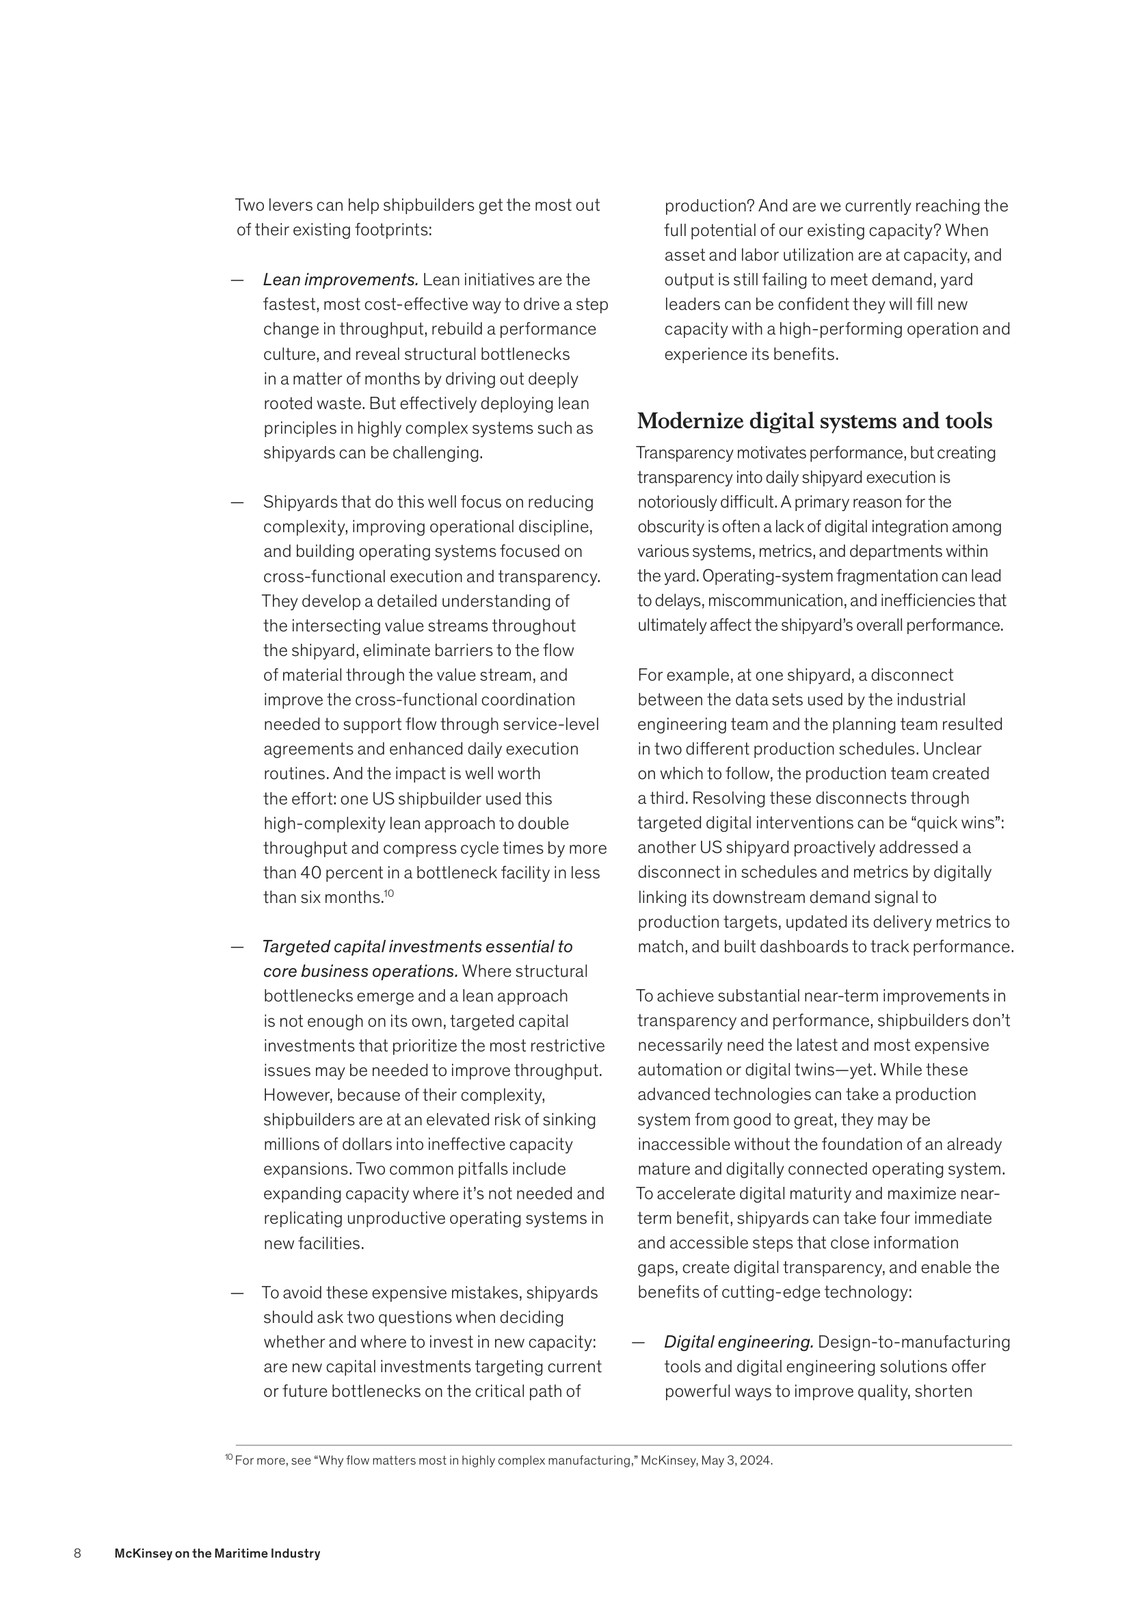 Two levers can help shipbuilders get the most out
of their existing footprints:
— Lean improvements. Lean initiatives are the
fastest, most cost-effective way to drive a step
change in throughput, rebuild a performance
culture, and reveal structural bottlenecks
in a matter of months by driving out deeply
rooted waste. But effectively deploying lean
principles in highly complex systems such as
shipyards can be challenging.
— Shipyards that do this well focus on reducing
complexity, improving operational discipline,
and building operating systems focused on
cross-functional execution and transparency.
They develop a detailed understanding of
the intersecting value streams throughout
the shipyard, eliminate barriers to the flow
of material through the value stream, and
improve the cross-functional coordination
needed to support flow through service-level
agreements and enhanced daily execution
routines. And the impact is well worth
the effort: one US shipbuilder used this
high-complexity lean approach to double
throughput and compress cycle times by more
than 40 percent in a bottleneck facility in less
than six months.¹⁰
— Targeted capital investments essential to
core business operations. Where structural
bottlenecks emerge and a lean approach
is not enough on its own, targeted capital
investments that prioritize the most restrictive
issues may be needed to improve throughput.
However, because of their complexity,
shipbuilders are at an elevated risk of sinking
millions of dollars into ineffective capacity
expansions. Two common pitfalls include
expanding capacity where it's not needed and
replicating unproductive operating systems in
new facilities.
— To avoid these expensive mistakes, shipyards
should ask two questions when deciding
whether and where to invest in new capacity:
are new capital investments targeting current
or future bottlenecks on the critical path of
production? And are we currently reaching the
full potential of our existing capacity? When
asset and labor utilization are at capacity, and
output is still failing to meet demand, yard
leaders can be confident they will fill new
capacity with a high-performing operation and
experience its benefits.
Modernize digital systems and tools
Transparency motivates performance, but creating
transparency into daily shipyard execution is
notoriously difficult. A primary reason for the
obscurity is often a lack of digital integration among
various systems, metrics, and departments within
the yard. Operating-system fragmentation can lead
to delays, miscommunication, and inefficiencies that
ultimately affect the shipyard's overall performance.
For example, at one shipyard, a disconnect
between the data sets used by the industrial
engineering team and the planning team resulted
in two different production schedules. Unclear
on which to follow, the production team created
a third. Resolving these disconnects through
targeted digital interventions can be “quick wins”:
another US shipyard proactively addressed a
disconnect in schedules and metrics by digitally
linking its downstream demand signal to
production targets, updated its delivery metrics to
match, and built dashboards to track performance.
To achieve substantial near-term improvements in
transparency and performance, shipbuilders don't
necessarily need the latest and most expensive
automation or digital twins—yet. While these
advanced technologies can take a production
system from good to great, they may be
inaccessible without the foundation of an already
mature and digitally connected operating system.
To accelerate digital maturity and maximize near-
term benefit, shipyards can take four immediate
and accessible steps that close information
gaps, create digital transparency, and enable the
benefits of cutting-edge technology:
— Digital engineering. Design-to-manufacturing
tools and digital engineering solutions offer
powerful ways to improve quality, shorten
¹⁰ For more, see “Why flow matters most in highly complex manufacturing,” McKinsey, May 3, 2024.
8 McKinsey on the Maritime Industry